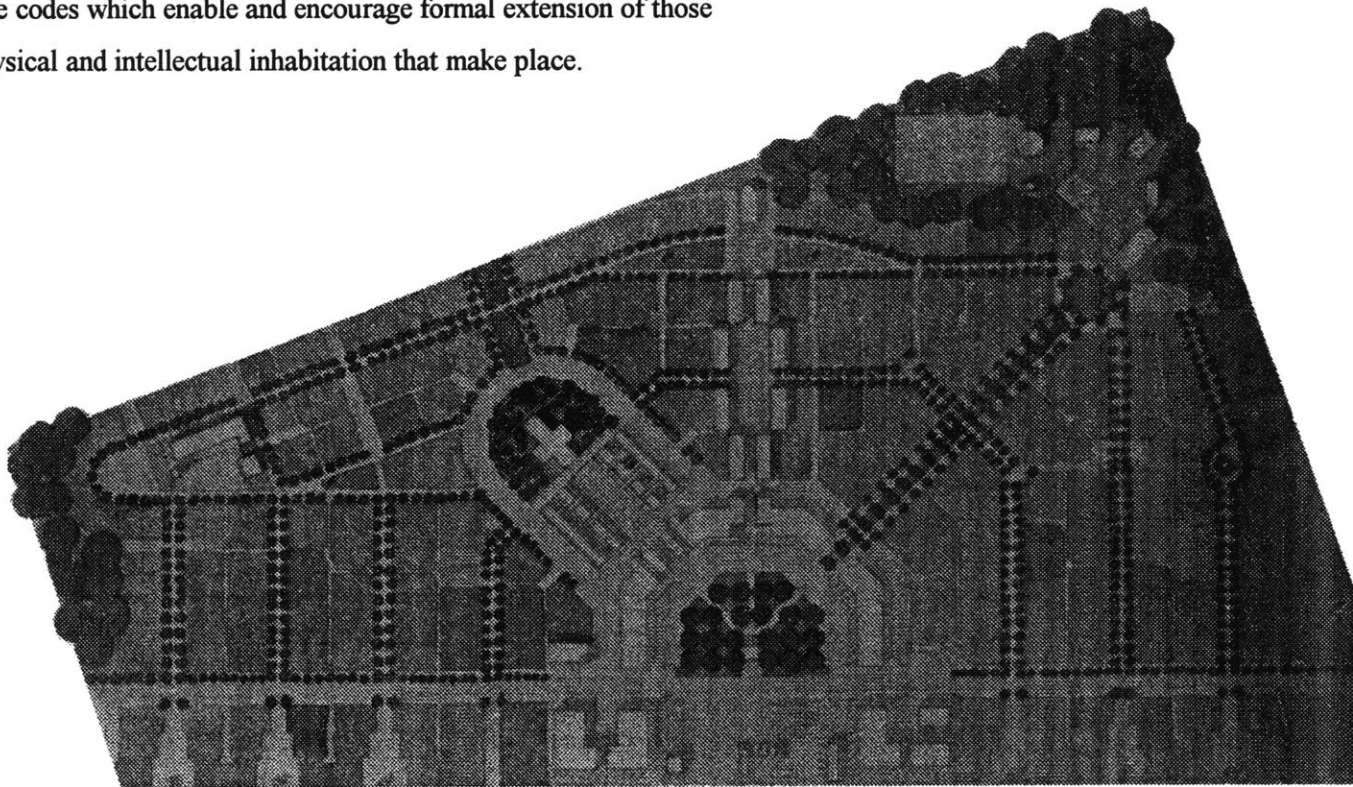 e codes which enable and encourage formal extension of those
ysical and intellectual inhabitation that make place.